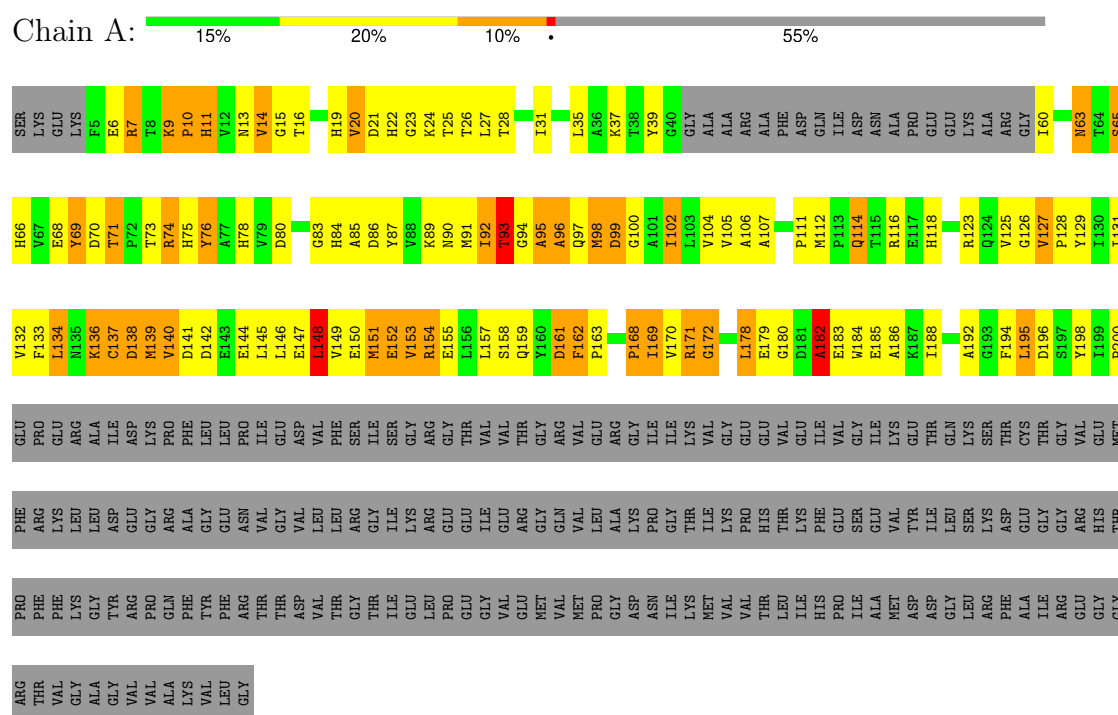 Chain A:
15% 20% 10% • 55%
SER LYS GLU LYS F5 E6 R7 T8 K9 P10 H11 V12 N13 V14 G15 T16 H19 V20 D21 H22 G23 K24 T25 T26 L27 T28 I31 L35 A36 K37 T38 Y39 G40 GLY ALA ALA ARG ALA PHE ASP GLN ILE ASP ASN ALA PRO GLU GLU LYS ALA ARG GLY I60 N63 T64 S65
H66 V67 E68 Y69 D70 T71 P72 T73 R74 H75 Y76 A77 H78 V79 D80 G83 H84 A85 D86 Y87 V88 K89 N90 M91 I92 T93 G94 A95 A96 Q97 M98 D99 G100 A101 I102 L103 V104 V105 A106 A107 P111 M112 P113 Q114 T115 R116 E117 H118 R123 Q124 V125 G126 V127 P128 Y129 I130 I131
V132 F133 L134 N135 K136 C137 D138 M139 V140 D141 D142 E143 E144 L145 L146 E147 L148 V149 E150 M151 E152 V153 R154 E155 L156 L157 S158 Q159 Y160 D161 F162 P163 P168 I169 V170 R171 G172 L178 E179 G180 D181 A182 E183 W184 E185 A186 K187 I188 A192 G193 F194 L195 D196 S197 Y198 I199 P200
GLU PRO GLU ARG ALA ILE ASP LYS PRO PHE LEU LEU PRO ILE GLU ASP VAL PHE SER ILE SER GLY ARG GLY THR VAL VAL THR GLY ARG VAL GLU ARG GLY ILE ILE LYS VAL GLY GLU GLU VAL GLU ILE VAL GLY ILE LYS GLU THR GLN LYS SER THR CYS THR GLY VAL GLU MET
PHE ARG LYS LEU LEU ASP GLU GLY ARG ALA GLY GLU ASN VAL GLY VAL LEU LEU ARG GLY ILE LYS ARG GLU GLU ILE GLU ARG GLY GLN VAL LEU ALA LYS PRO GLY THR ILE LYS PRO HIS THR LYS PHE GLU SER GLU VAL TYR ILE LEU SER LYS ASP GLU GLY GLY ARG HIS THR
PRO PHE PHE LYS GLY TYR ARG PRO GLN PHE TYR PHE ARG THR THR ASP VAL THR GLY THR ILE GLU LEU PRO GLU GLY VAL GLU MET VAL MET PRO GLY ASP ASN ILE LYS MET VAL VAL THR LEU ILE HIS PRO ILE ALA MET ASP ASP GLY LEU ARG PHE ALA ILE ARG GLU GLY GLY
ARG THR VAL GLY ALA GLY VAL VAL ALA LYS VAL LEU GLY